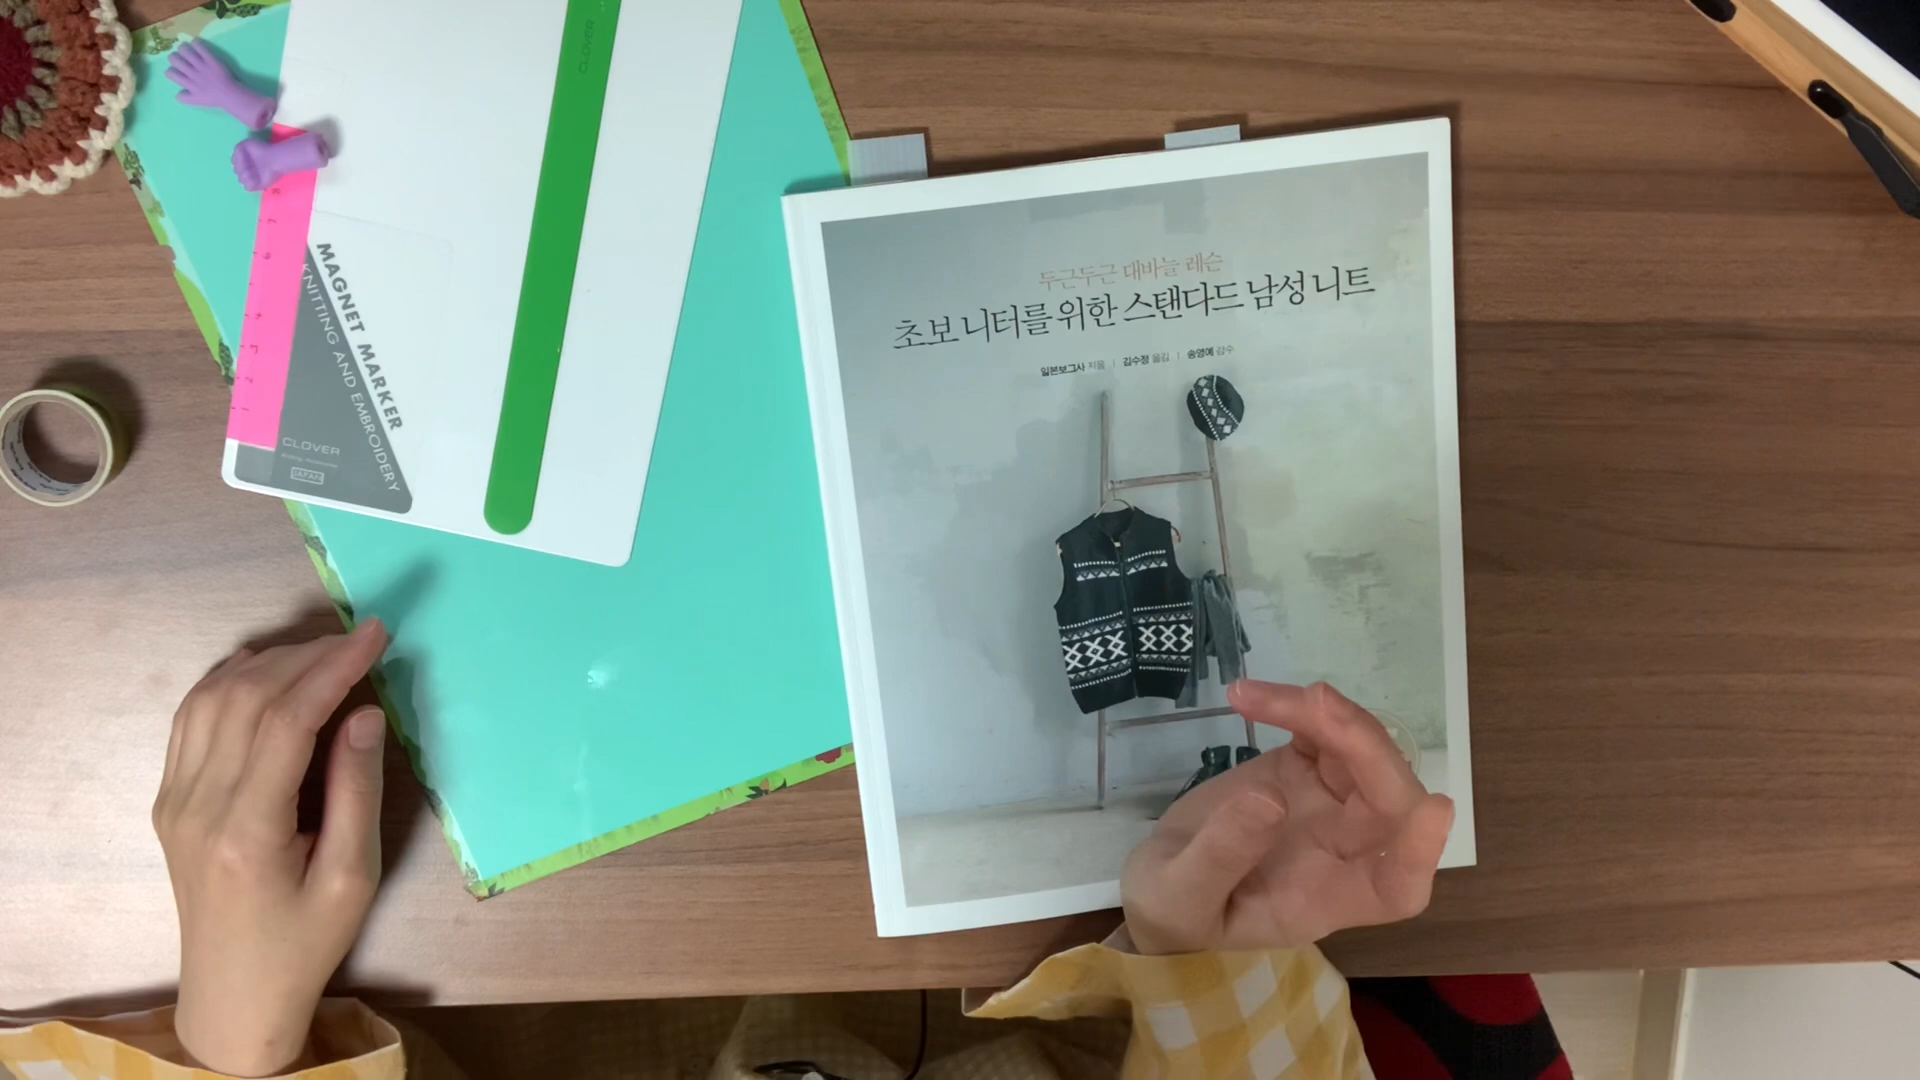 두근두근 대바늘 레슨
초보 니터를 위한 스탠다드 남성 니트
일본보그사 지음 | 김수정 옮김 | 송영예 감수
MAGNET MARKER
KNITTING AND EMBROIDERY
CLOVER
JAPAN
CLOVER